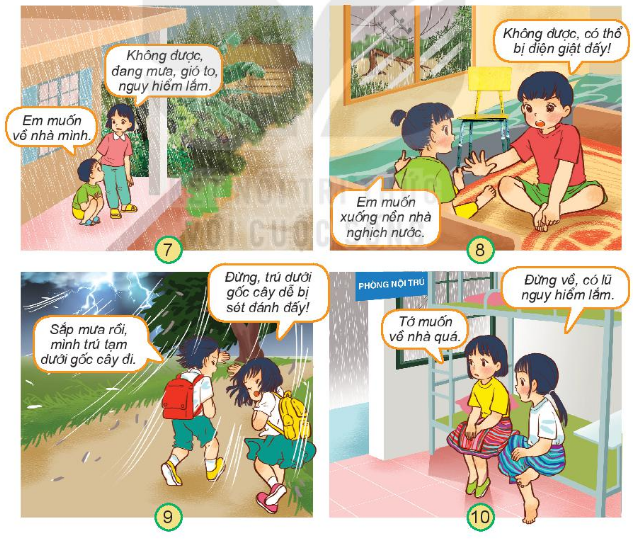 Không được,
đang mưa, gió to,
nguy hiểm lắm.
Em muốn
về nhà mình.
7
Không được, có thể
bị điện giật đấy!
Em muốn
xuống nền nhà
nghịch nước.
8
Đừng, trú dưới
gốc cây dễ bị
sét đánh đấy!
Sắp mưa rồi,
mình trú tạm
dưới gốc cây đi.
9
PHÒNG NỘI TRÚ
Đừng về, có lũ
nguy hiểm lắm.
Tớ muốn
về nhà quá.
10